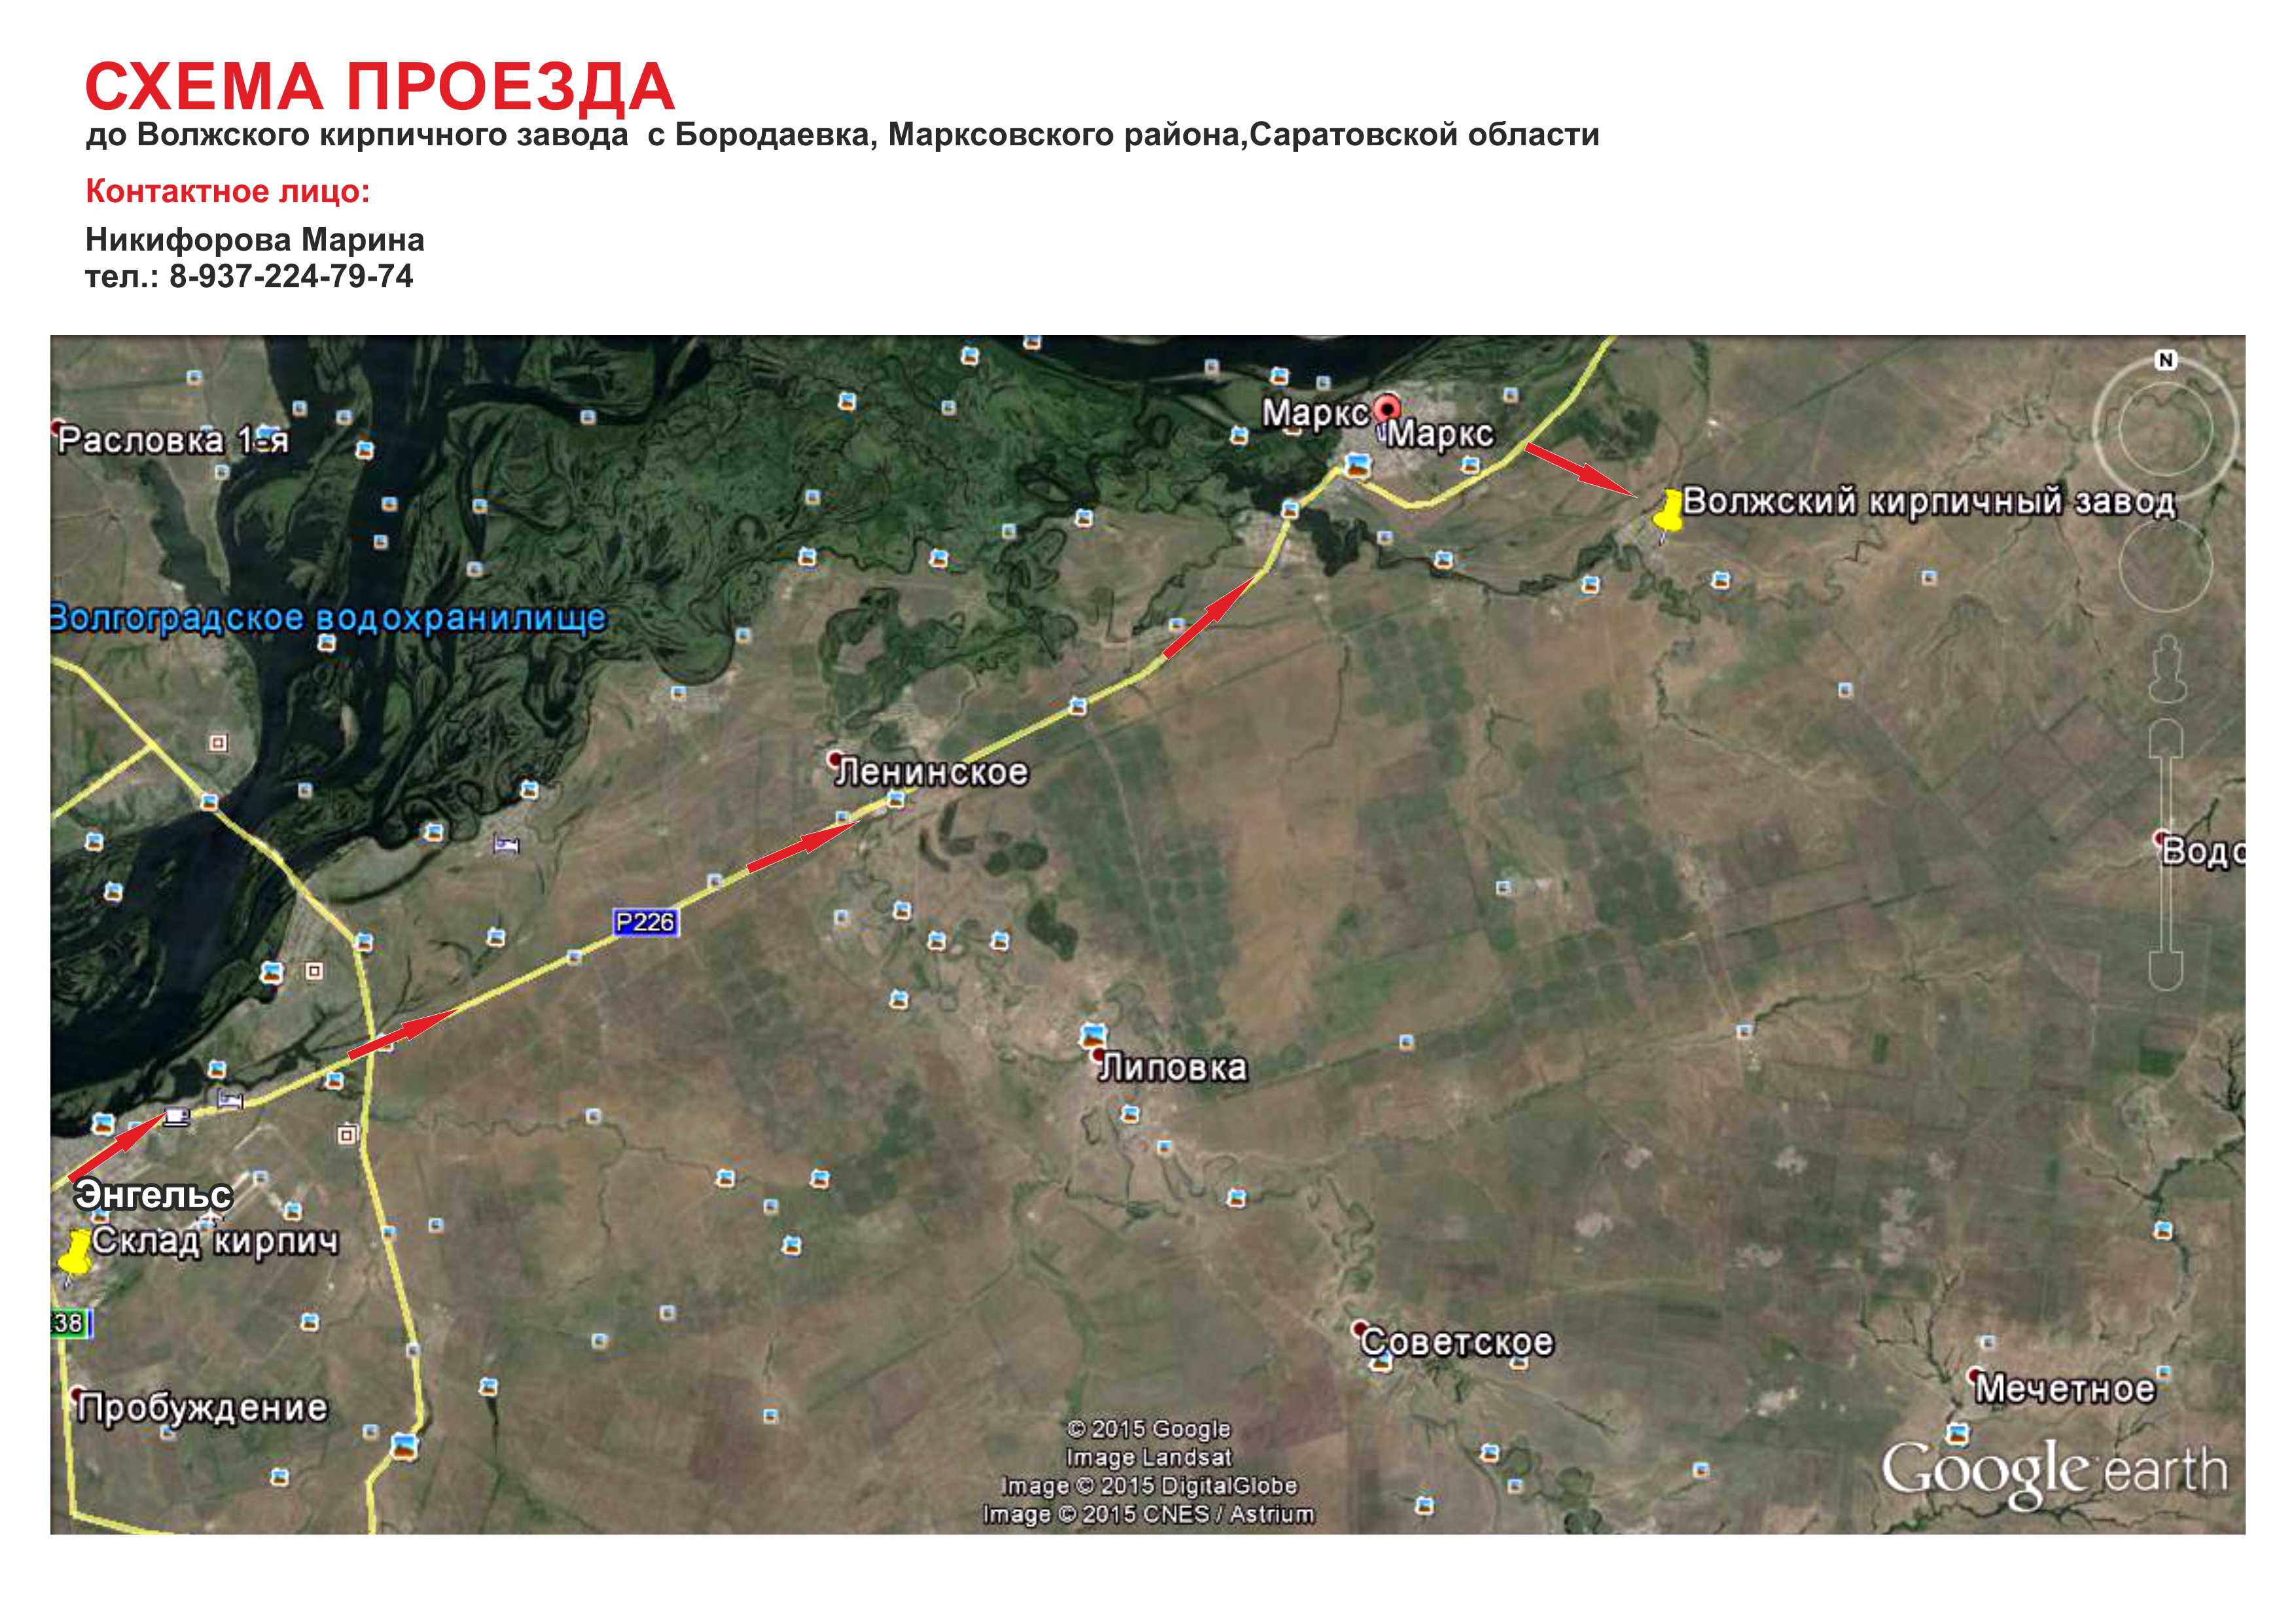 СХЕМА ПРОЕЗДА
до Волжского кирпичного завода с Бородаевка, Марксовского района,Саратовской области
Контактное лицо:
Никифорова Марина
тел.: 8-937-224-79-74
N
Маркс
Маркс
Расловка 1-я
Волжский кирпичный завод
Волгоградское водохранилище
Ленинское
Водо
P226
Липовка
Энгельс
Склад кирпич
38
Советское
Мечетное
Пробуждение
© 2015 Google
Image Landsat
Image © 2015 DigitalGlobe
Image © 2015 CNES / Astrium
Google earth